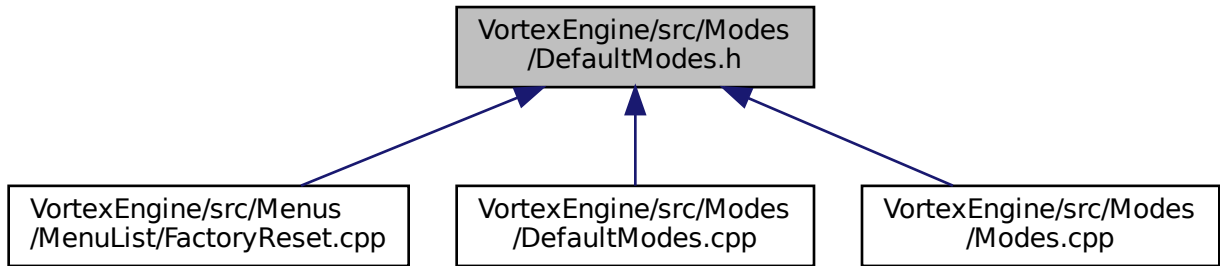 VortexEngine/src/Modes
/DefaultModes.h
VortexEngine/src/Menus
/MenuList/FactoryReset.cpp
VortexEngine/src/Modes
/DefaultModes.cpp
VortexEngine/src/Modes
/Modes.cpp